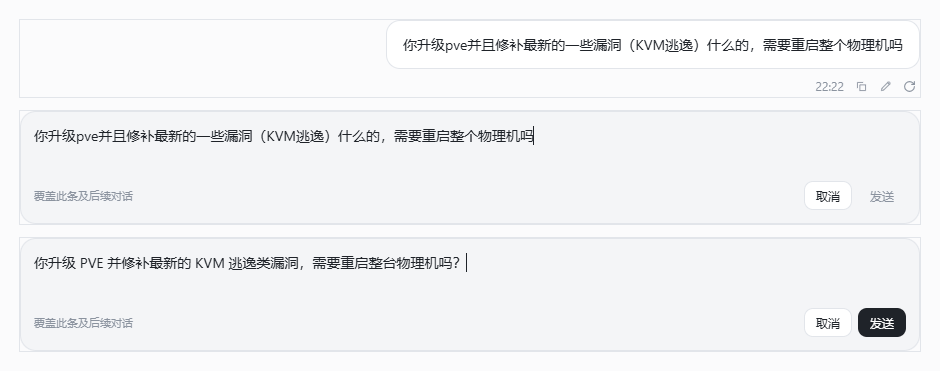 你升级pve并且修补最新的一些漏洞（KVM逃逸）什么的，需要重启整个物理机吗
22:22
你升级pve并且修补最新的一些漏洞（KVM逃逸）什么的，需要重启整个物理机吗
覆盖此条及后续对话
取消
发送
你升级 PVE 并修补最新的 KVM 逃逸类漏洞，需要重启整台物理机吗？
覆盖此条及后续对话
取消
发送